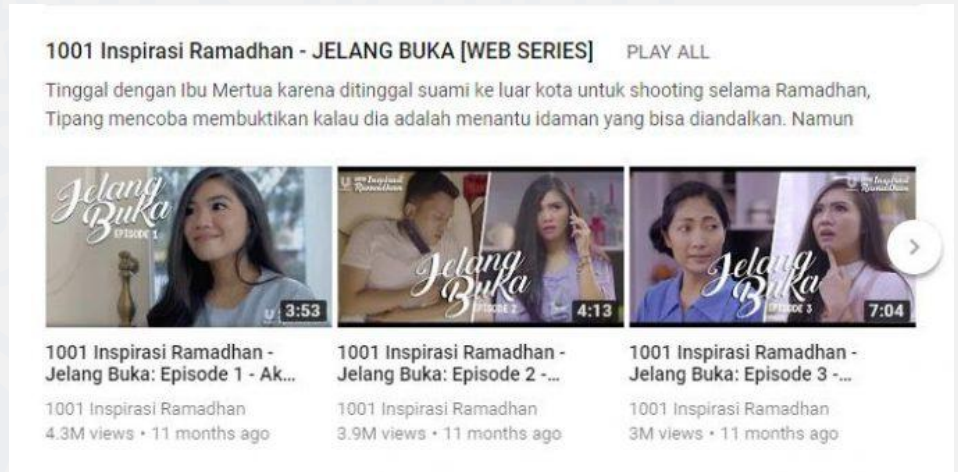 1001 Inspirasi Ramadhan - JELANG BUKA [WEB SERIES] PLAY ALL
Tinggal dengan Ibu Mertua karena ditinggal suami ke luar kota untuk shooting selama Ramadhan,
Tipang mencoba membuktikan kalau dia adalah menantu idaman yang bisa diandalkan. Namun
Jelang
Buka
EPISODE 1
3:53
Inspirasi
Ramadhan
Jelang
Buka
EPISODE 2
4:13
Inspirasi
Ramadhan
Jelang
Buka
EPISODE 3
7:04
1001 Inspirasi Ramadhan -
Jelang Buka: Episode 1 - Ak...
1001 Inspirasi Ramadhan
4.3M views • 11 months ago
1001 Inspirasi Ramadhan -
Jelang Buka: Episode 2 -...
1001 Inspirasi Ramadhan
3.9M views • 11 months ago
1001 Inspirasi Ramadhan -
Jelang Buka: Episode 3 -...
1001 Inspirasi Ramadhan
3M views • 11 months ago